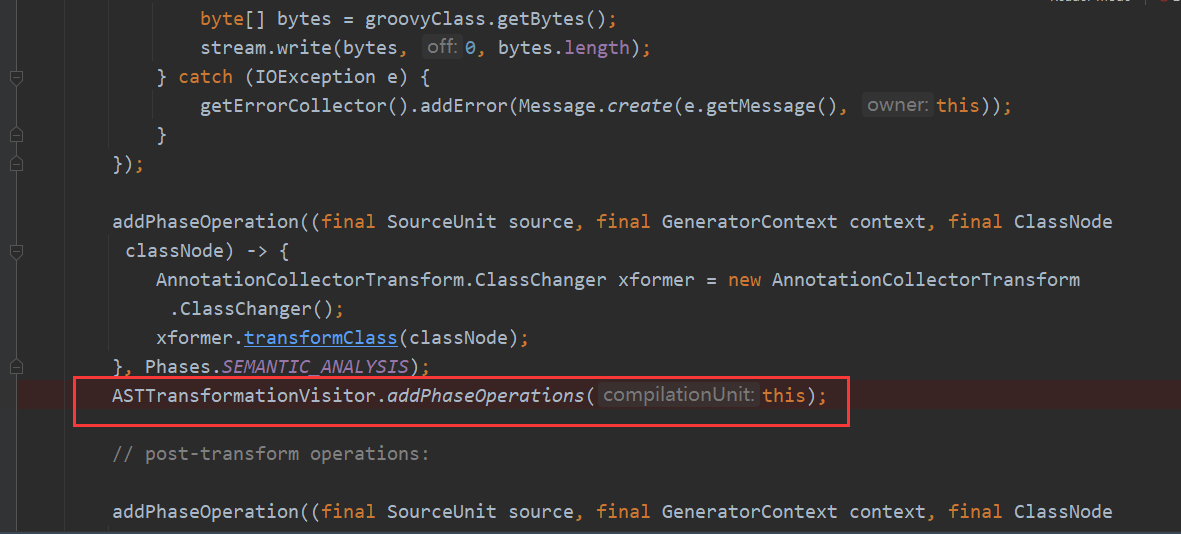 byte[] bytes = groovyClass.getBytes();
stream.write(bytes, off: 0, bytes.length);
} catch (IOException e) {
getErrorCollector().addError(Message.create(e.getMessage(), owner: this));
}
});
addPhaseOperation((final SourceUnit source, final GeneratorContext context, final ClassNode
classNode) -> {
AnnotationCollectorTransform.ClassChanger xformer = new AnnotationCollectorTransform
.ClassChanger();
xformer.transformClass(classNode);
}, Phases.SEMANTIC_ANALYSIS);
ASTTransformationVisitor.addPhaseOperations( compilationUnit: this);
// post-transform operations:
addPhaseOperation((final SourceUnit source, final GeneratorContext context, final ClassNode